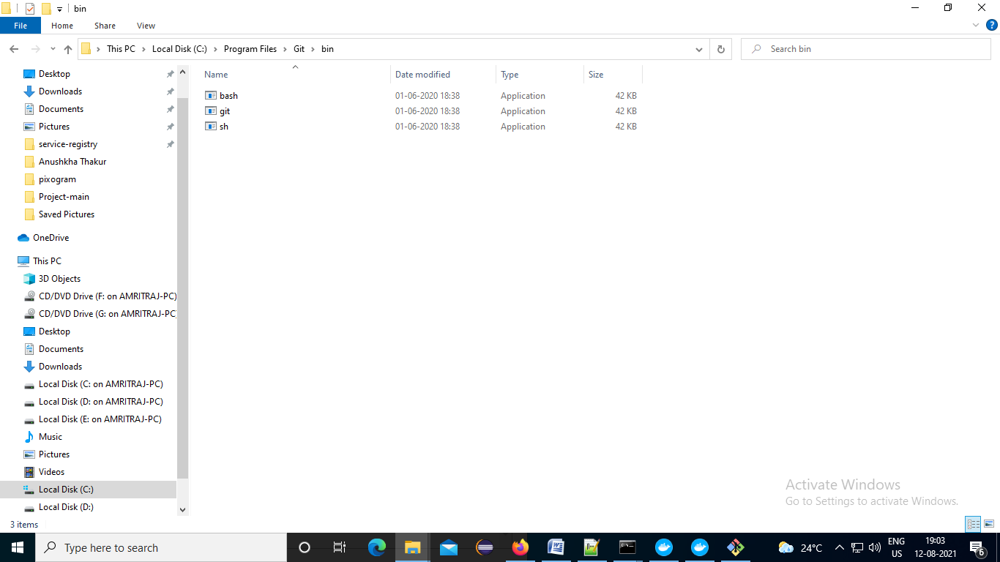 bin
File Home Share View
This PC Local Disk (C:) Program Files Git bin
Search bin
Desktop
Downloads
Documents
Pictures
service-registry
Anushkha Thakur
pixogram
Project-main
Saved Pictures
OneDrive
This PC
3D Objects
CD/DVD Drive (F: on AMRITRAJ-PC)
CD/DVD Drive (G: on AMRITRAJ-PC)
Desktop
Documents
Downloads
Local Disk (C: on AMRITRAJ-PC)
Local Disk (D: on AMRITRAJ-PC)
Local Disk (E: on AMRITRAJ-PC)
Music
Pictures
Videos
Local Disk (C:)
Local Disk (D:)
Name Date modified Type Size
bash 01-06-2020 18:38 Application 42 KB
git 01-06-2020 18:38 Application 42 KB
sh 01-06-2020 18:38 Application 42 KB
Activate Windows
Go to Settings to activate Windows.
3 items
Type here to search
24°C
ENG
US
19:03
12-08-2021
6